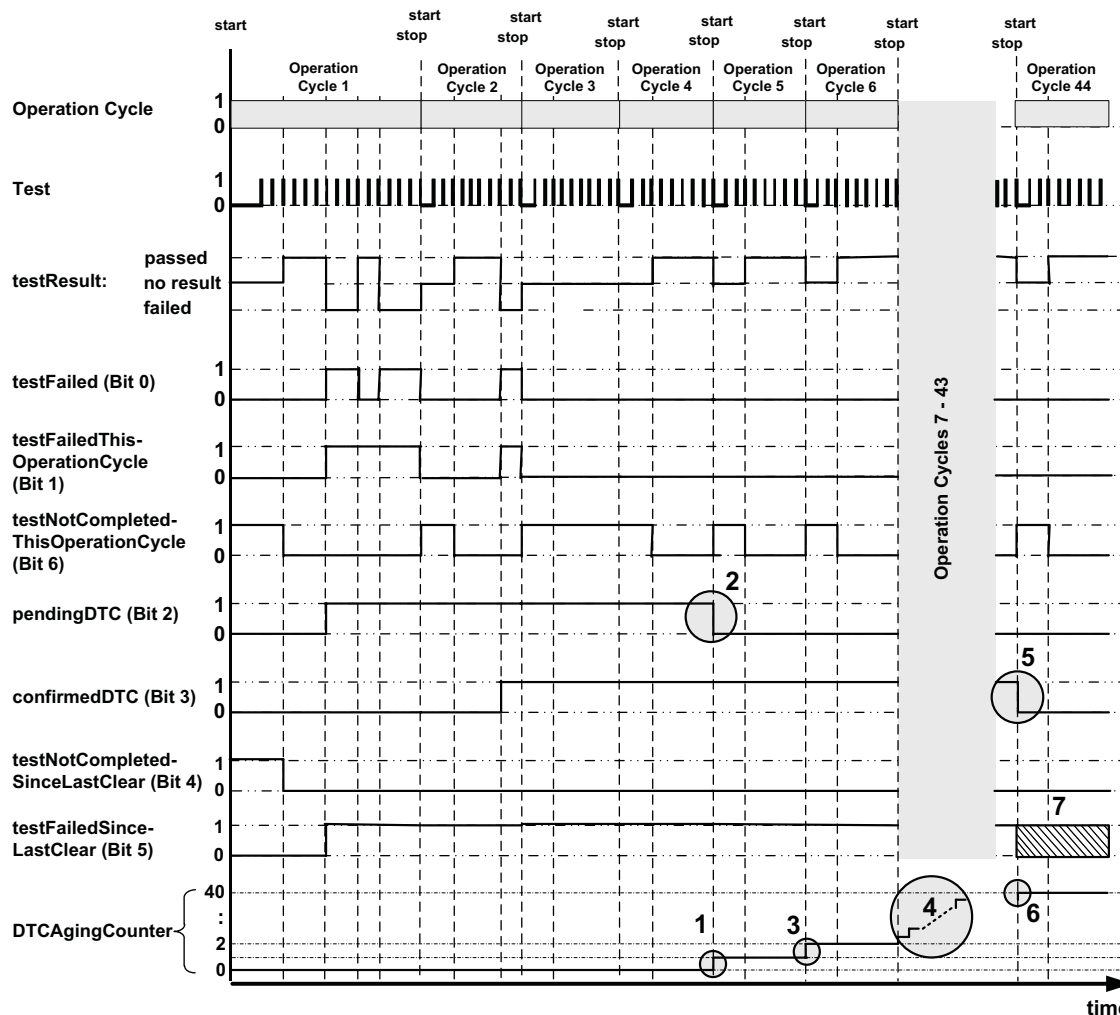 start
start
stop
start
stop
start
stop
start
stop
start
stop
start
stop
start
stop
Operation
Cycle 1
Operation
Cycle 2
Operation
Cycle 3
Operation
Cycle 4
Operation
Cycle 5
Operation
Cycle 6
Operation
Cycle 44
Operation Cycle
1
0
Test
1
0
testResult:
passed
no result
failed
testFailed (Bit 0)
1
0
testFailedThis-
OperationCycle
(Bit 1)
1
0
testNotCompleted-
ThisOperationCycle
(Bit 6)
1
0
pendingDTC (Bit 2)
1
0
2
confirmedDTC (Bit 3)
1
0
5
testNotCompleted-
SinceLastClear (Bit 4)
1
0
testFailedSince-
LastClear (Bit 5)
1
0
7
Operation Cycles 7 - 43
DTCAgingCounter
40
:
2
0
1
3
4
6
time